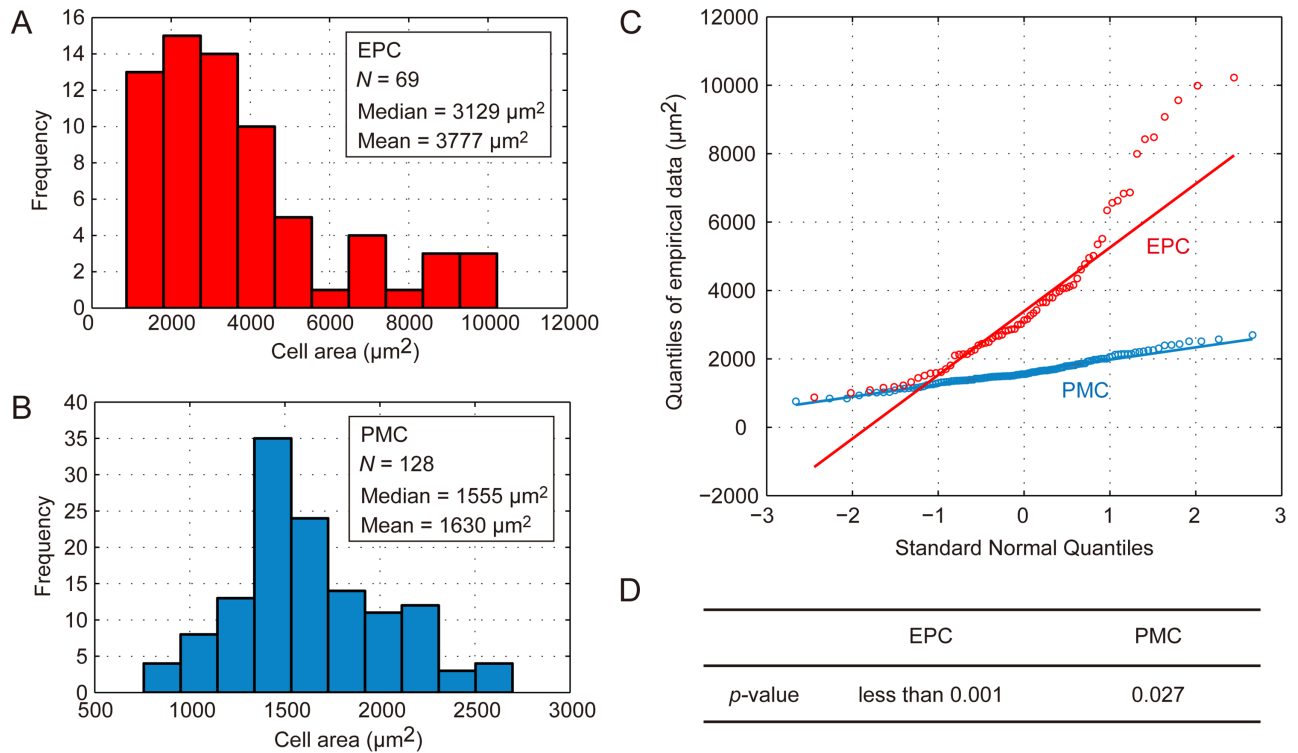 A
16
14
12
10
8
6
4
2
0
Frequency
0 2000 4000 6000 8000 10000 12000
Cell area (µm²)
EPC
N = 69
Median = 3129 µm²
Mean = 3777 µm²
B
40
35
30
25
20
15
10
5
0
Frequency
500 1000 1500 2000 2500 3000
Cell area (µm²)
PMC
N = 128
Median = 1555 µm²
Mean = 1630 µm²
C
12000
10000
8000
6000
4000
2000
0
−2000
Quantiles of empirical data (µm²)
EPC
PMC
−3 −2 −1 0 1 2 3
Standard Normal Quantiles
D
EPC PMC
p-value less than 0.001 0.027